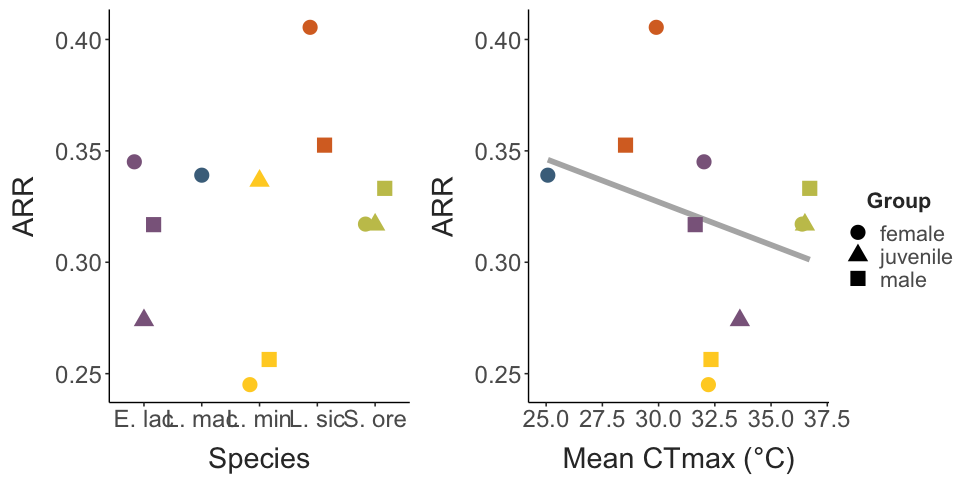 ARR
0.40
0.35
0.30
0.25
E. lac
L. mac
L. min
L. sic
S. ore
Species
ARR
0.40
0.35
0.30
0.25
25.0 27.5 30.0 32.5 35.0 37.5
Mean CTmax (°C)
Group
female
juvenile
male